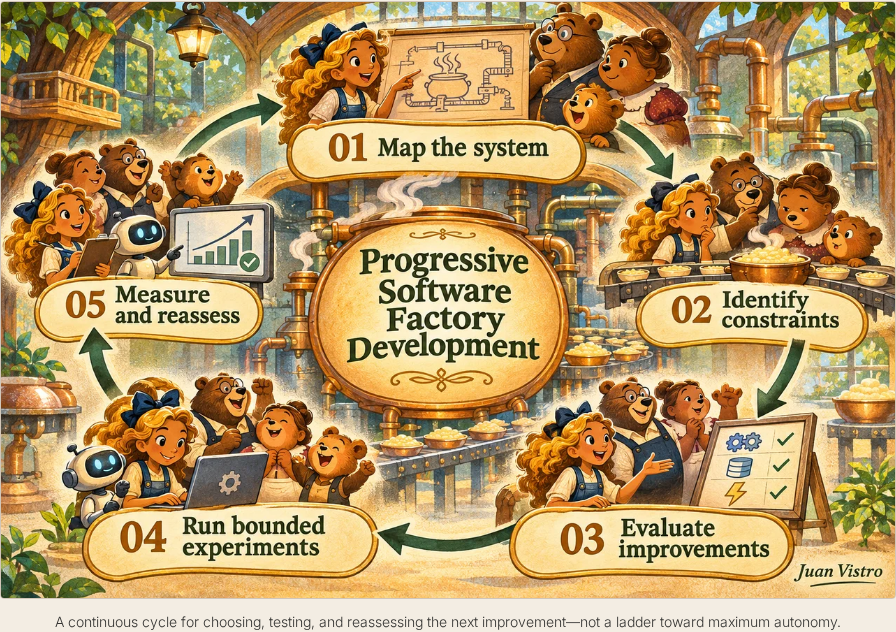 01 Map the system
Progressive
Software
Factory
Development
02 Identify
constraints
03 Evaluate
improvements
04 Run bounded
experiments
05 Measure
and reassess
Juan Vistro
A continuous cycle for choosing, testing, and reassessing the next improvement—not a ladder toward maximum autonomy.